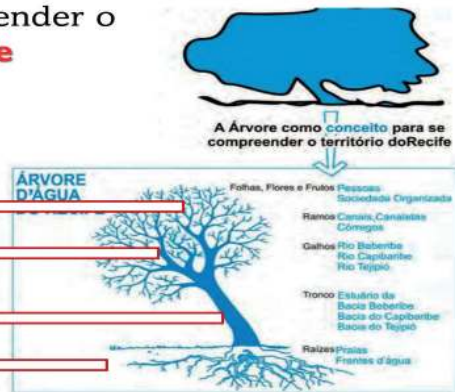 ender o
e
A Árvore como conceito para se
compreender o território doRecife
ÁRVORE
D'ÁGUA
DO RECIFE
Folhas, Flores e Frutos Pessoas
Sociedade Organizada
Ramos Canais, Canaletas
Córregos
Galhos Rio Beberibe
Rio Capibaribe
Rio Tejipió
Tronco Estuário da
Bacia Beberibe
Bacia do Capibaribe
Bacia do Tejipió
Raízes Praias
Frentes d'água